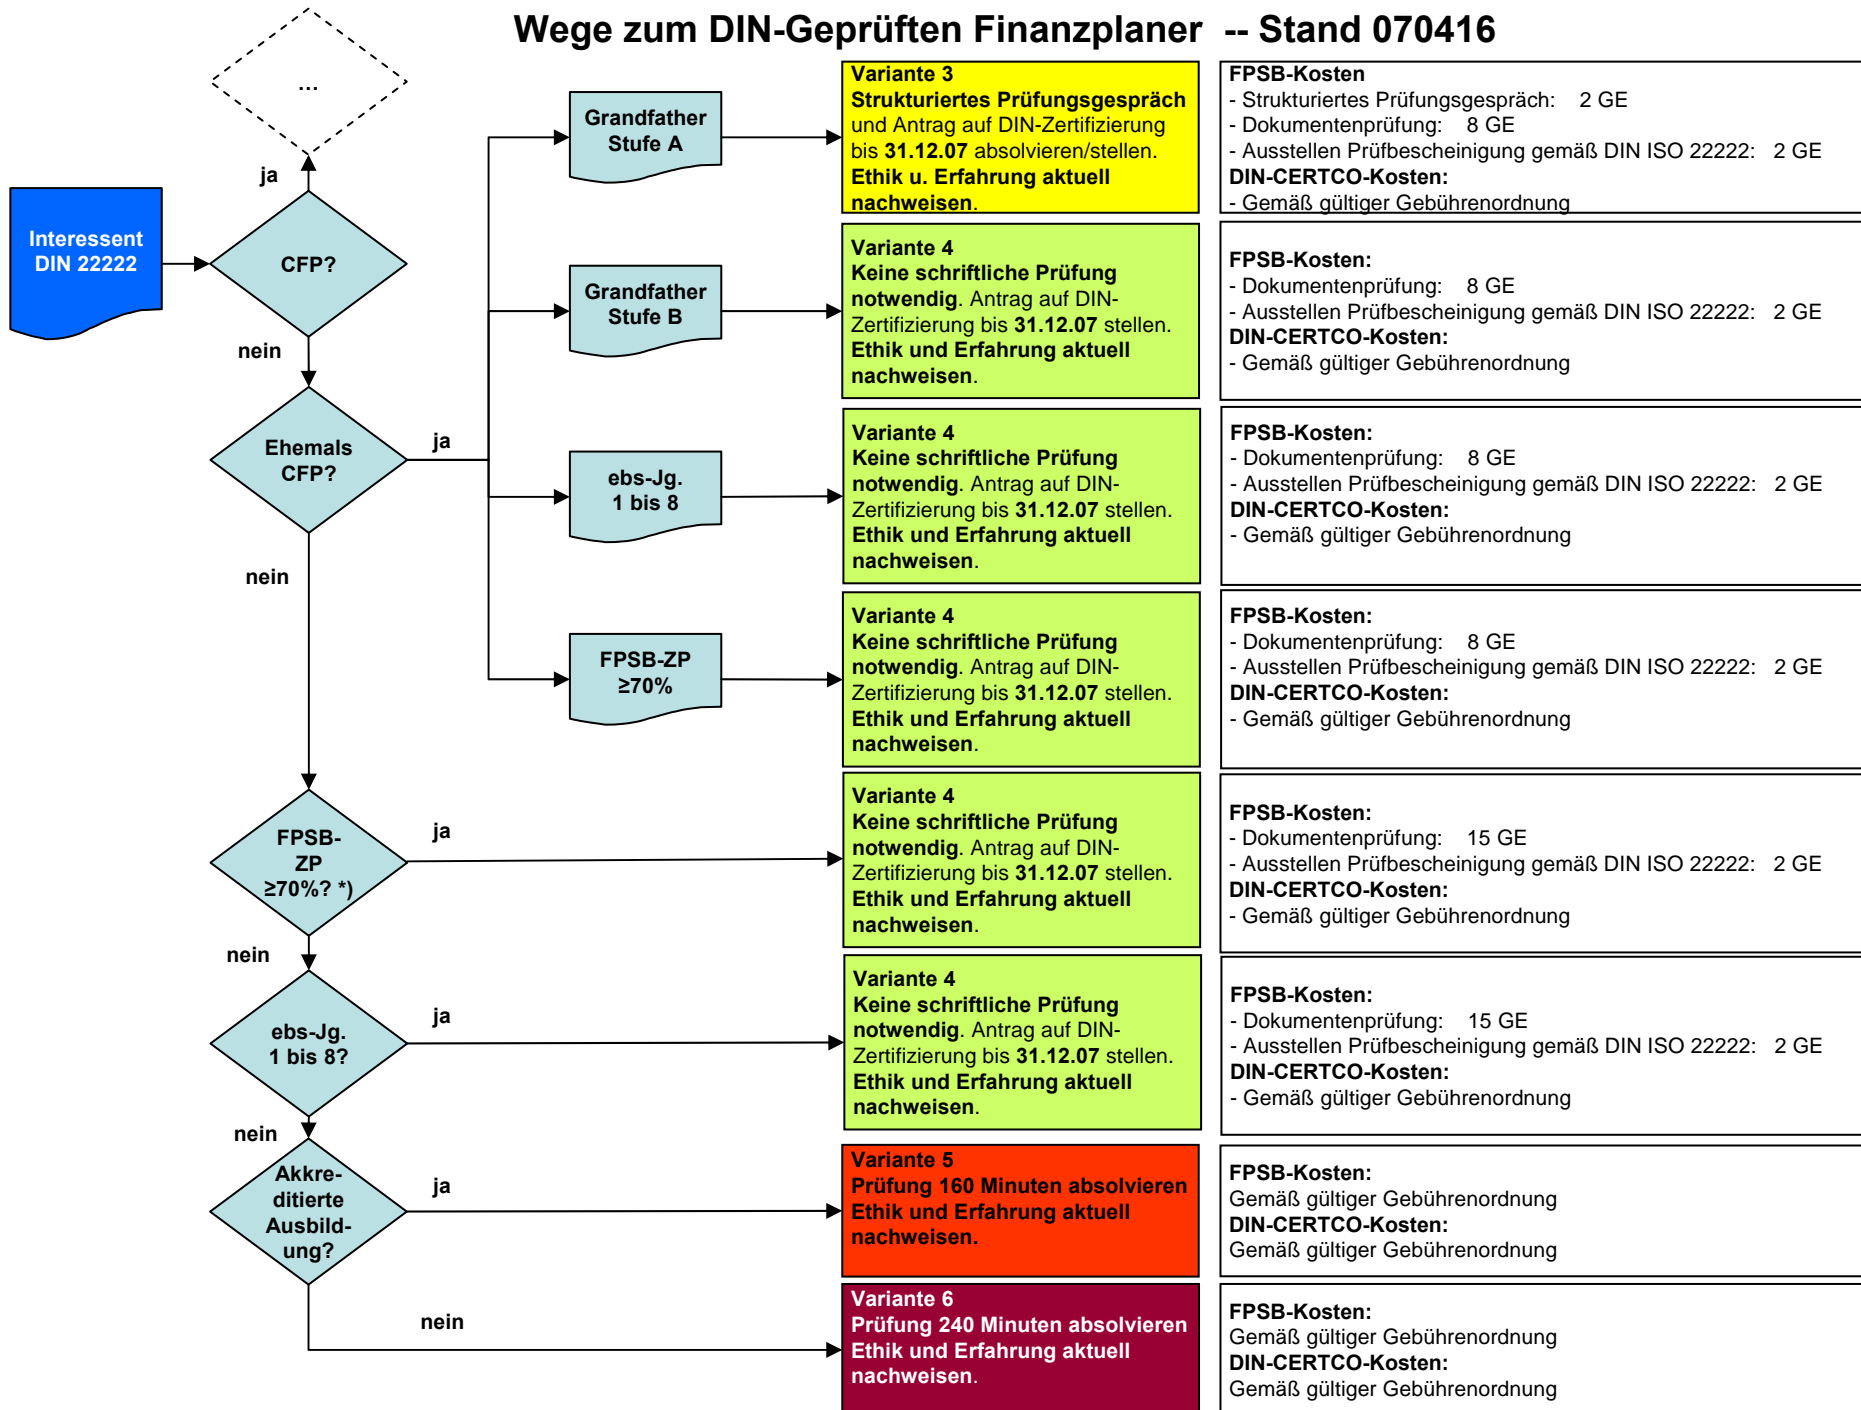 Wege zum DIN-Geprüften Finanzplaner -- Stand 070416
...
ja
Interessent
DIN 22222
CFP?
nein
Ehemals
CFP?
ja
nein
Grandfather
Stufe A
Variante 3
Strukturiertes Prüfungsgespräch
und Antrag auf DIN-Zertifizierung
bis 31.12.07 absolvieren/stellen.
Ethik u. Erfahrung aktuell
nachweisen.
FPSB-Kosten
- Strukturiertes Prüfungsgespräch: 2 GE
- Dokumentenprüfung: 8 GE
- Ausstellen Prüfbescheinigung gemäß DIN ISO 22222: 2 GE
DIN-CERTCO-Kosten:
- Gemäß gültiger Gebührenordnung
Grandfather
Stufe B
Variante 4
Keine schriftliche Prüfung
notwendig. Antrag auf DIN-
Zertifizierung bis 31.12.07 stellen.
Ethik und Erfahrung aktuell
nachweisen.
FPSB-Kosten:
- Dokumentenprüfung: 8 GE
- Ausstellen Prüfbescheinigung gemäß DIN ISO 22222: 2 GE
DIN-CERTCO-Kosten:
- Gemäß gültiger Gebührenordnung
ebs-Jg.
1 bis 8
Variante 4
Keine schriftliche Prüfung
notwendig. Antrag auf DIN-
Zertifizierung bis 31.12.07 stellen.
Ethik und Erfahrung aktuell
nachweisen.
FPSB-Kosten:
- Dokumentenprüfung: 8 GE
- Ausstellen Prüfbescheinigung gemäß DIN ISO 22222: 2 GE
DIN-CERTCO-Kosten:
- Gemäß gültiger Gebührenordnung
FPSB-ZP
≥70%
Variante 4
Keine schriftliche Prüfung
notwendig. Antrag auf DIN-
Zertifizierung bis 31.12.07 stellen.
Ethik und Erfahrung aktuell
nachweisen.
FPSB-Kosten:
- Dokumentenprüfung: 8 GE
- Ausstellen Prüfbescheinigung gemäß DIN ISO 22222: 2 GE
DIN-CERTCO-Kosten:
- Gemäß gültiger Gebührenordnung
FPSB-
ZP
≥70%? *)
ja
nein
Variante 4
Keine schriftliche Prüfung
notwendig. Antrag auf DIN-
Zertifizierung bis 31.12.07 stellen.
Ethik und Erfahrung aktuell
nachweisen.
FPSB-Kosten:
- Dokumentenprüfung: 15 GE
- Ausstellen Prüfbescheinigung gemäß DIN ISO 22222: 2 GE
DIN-CERTCO-Kosten:
- Gemäß gültiger Gebührenordnung
ebs-Jg.
1 bis 8?
ja
nein
Variante 4
Keine schriftliche Prüfung
notwendig. Antrag auf DIN-
Zertifizierung bis 31.12.07 stellen.
Ethik und Erfahrung aktuell
nachweisen.
FPSB-Kosten:
- Dokumentenprüfung: 15 GE
- Ausstellen Prüfbescheinigung gemäß DIN ISO 22222: 2 GE
DIN-CERTCO-Kosten:
- Gemäß gültiger Gebührenordnung
Akkre-
ditierte
Ausbild-
ung?
ja
nein
Variante 5
Prüfung 160 Minuten absolvieren
Ethik und Erfahrung aktuell
nachweisen.
FPSB-Kosten:
Gemäß gültiger Gebührenordnung
DIN-CERTCO-Kosten:
Gemäß gültiger Gebührenordnung
Variante 6
Prüfung 240 Minuten absolvieren
Ethik und Erfahrung aktuell
nachweisen.
FPSB-Kosten:
Gemäß gültiger Gebührenordnung
DIN-CERTCO-Kosten:
Gemäß gültiger Gebührenordnung